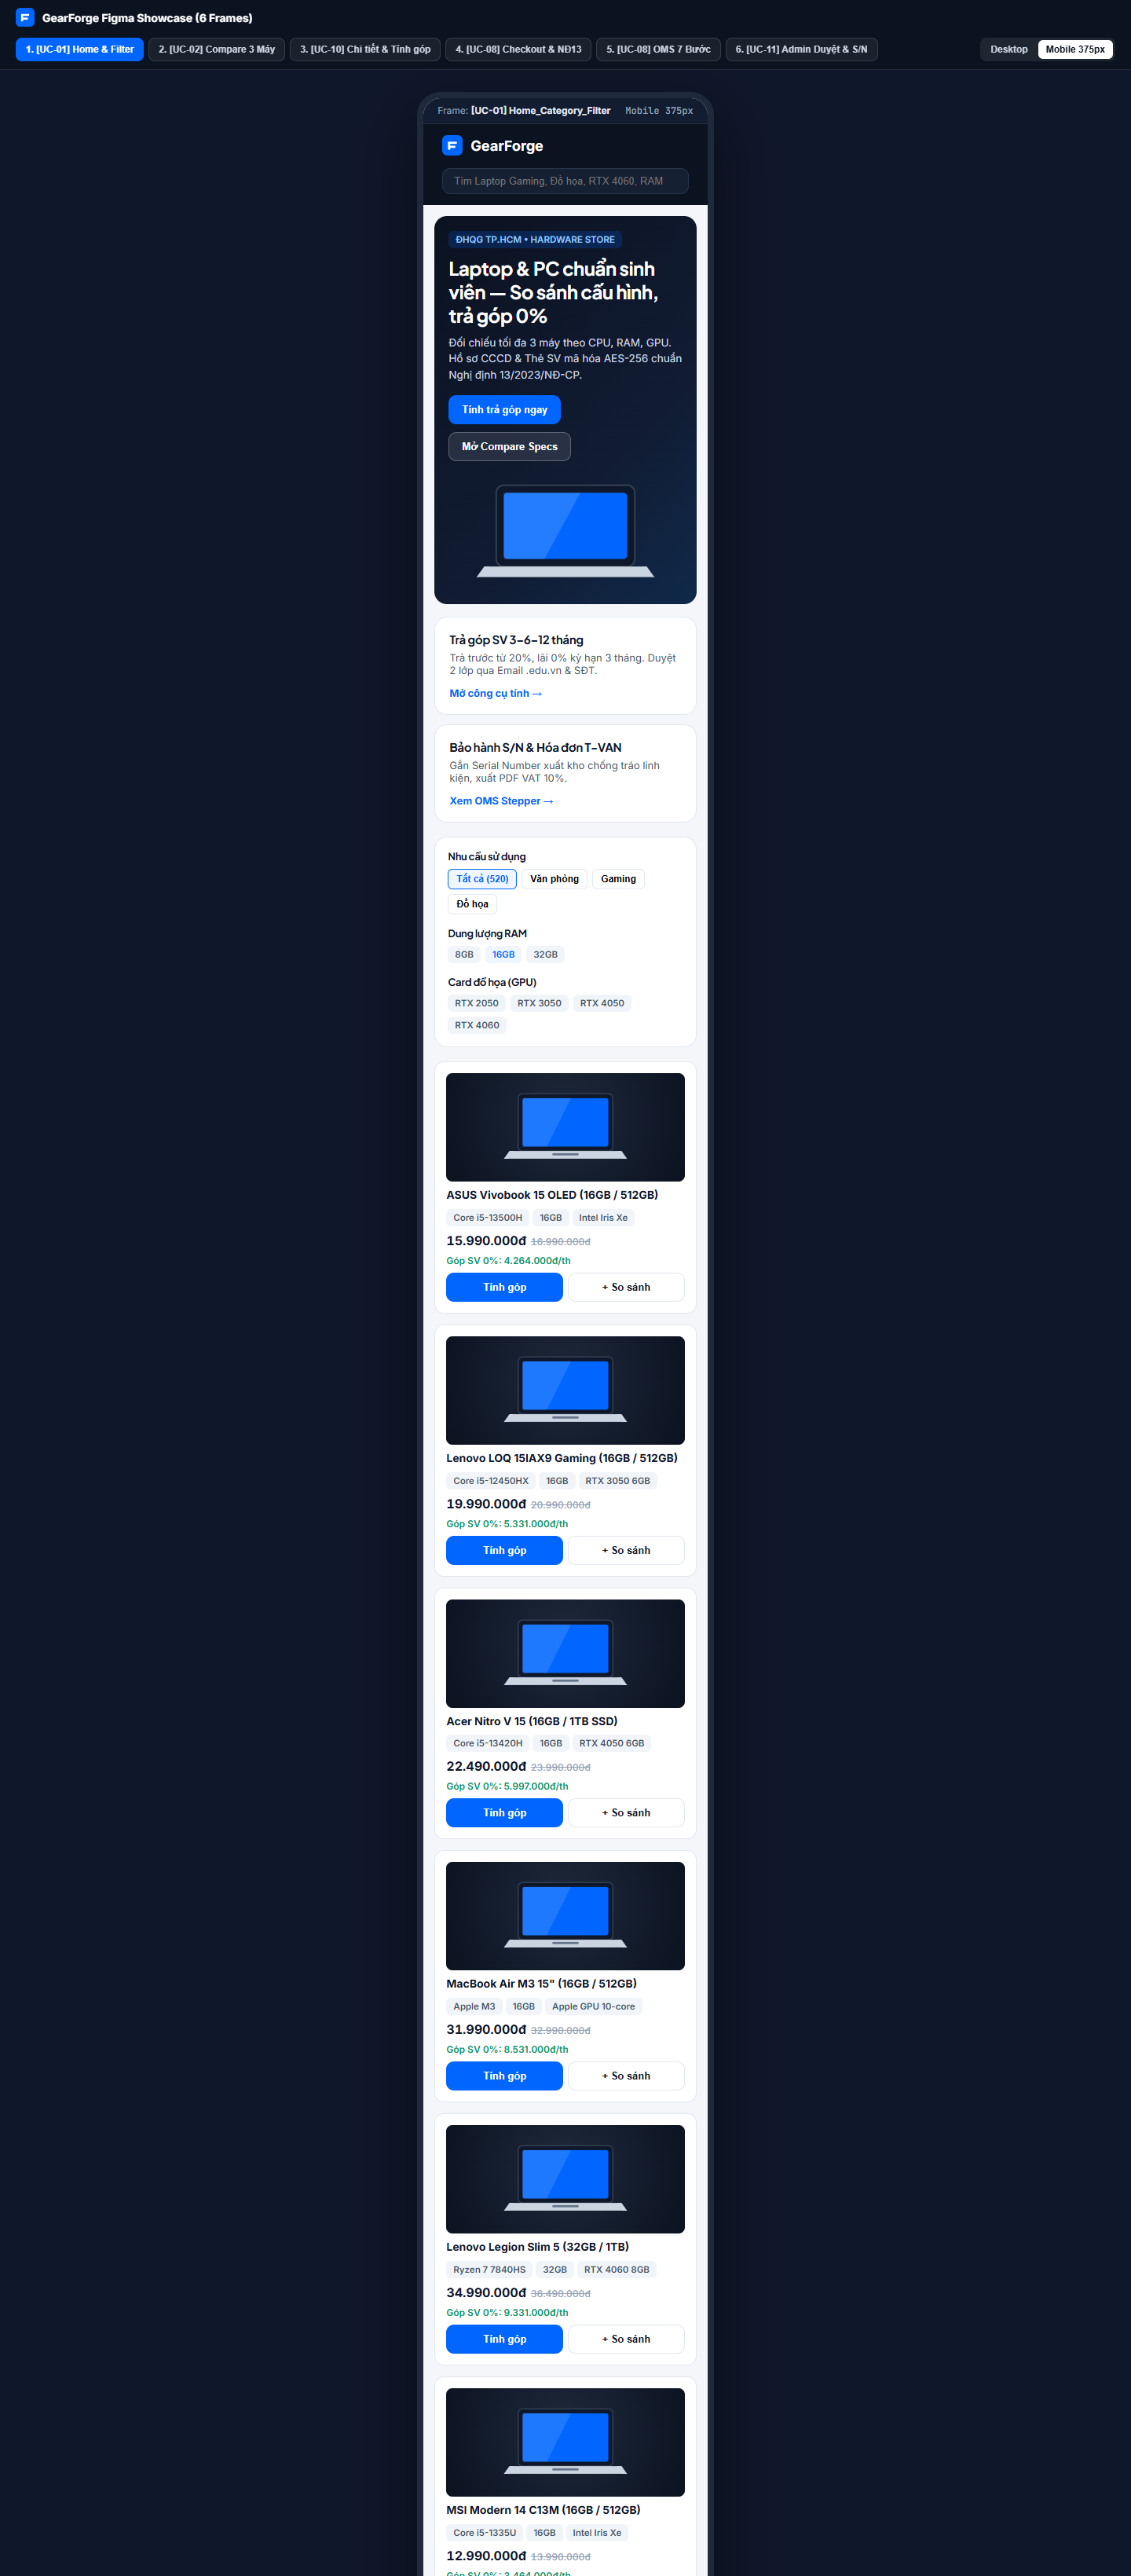 GearForge Figma Showcase (6 Frames)
1. [UC-01] Home & Filter
2. [UC-02] Compare 3 Máy
3. [UC-10] Chi tiết & Tính góp
4. [UC-08] Checkout & NĐ13
5. [UC-08] OMS 7 Bước
6. [UC-11] Admin Duyệt & S/N
Desktop
Mobile 375px
Frame: [UC-01] Home_Category_Filter
Mobile 375px
GearForge
Tìm Laptop Gaming, Đồ họa, RTX 4060, RAM
ĐHQG TP.HCM • HARDWARE STORE
Laptop & PC chuẩn sinh
viên — So sánh cấu hình,
trả góp 0%
Đối chiếu tối đa 3 máy theo CPU, RAM, GPU.
Hồ sơ CCCD & Thẻ SV mã hóa AES-256 chuẩn
Nghị định 13/2023/NĐ-CP.
Tính trả góp ngay
Mở Compare Specs
Trả góp SV 3-6-12 tháng
Trả trước từ 20%, lãi 0% kỳ hạn 3 tháng. Duyệt
2 lớp qua Email .edu.vn & SĐT.
Mở công cụ tính →
Bảo hành S/N & Hóa đơn T-VAN
Gắn Serial Number xuất kho chống tráo linh
kiện, xuất PDF VAT 10%.
Xem OMS Stepper →
Nhu cầu sử dụng
Tất cả (520)
Văn phòng
Gaming
Đồ họa
Dung lượng RAM
8GB
16GB
32GB
Card đồ họa (GPU)
RTX 2050
RTX 3050
RTX 4050
RTX 4060
ASUS Vivobook 15 OLED (16GB / 512GB)
Core i5-13500H
16GB
Intel Iris Xe
15.990.000đ 16.990.000đ
Góp SV 0%: 4.264.000đ/th
Tính góp
+ So sánh
Lenovo LOQ 15IAX9 Gaming (16GB / 512GB)
Core i5-12450HX
16GB
RTX 3050 6GB
19.990.000đ 20.990.000đ
Góp SV 0%: 5.331.000đ/th
Tính góp
+ So sánh
Acer Nitro V 15 (16GB / 1TB SSD)
Core i5-13420H
16GB
RTX 4050 6GB
22.490.000đ 23.990.000đ
Góp SV 0%: 5.997.000đ/th
Tính góp
+ So sánh
MacBook Air M3 15" (16GB / 512GB)
Apple M3
16GB
Apple GPU 10-core
31.990.000đ 32.990.000đ
Góp SV 0%: 8.531.000đ/th
Tính góp
+ So sánh
Lenovo Legion Slim 5 (32GB / 1TB)
Ryzen 7 7840HS
32GB
RTX 4060 8GB
34.990.000đ 36.490.000đ
Góp SV 0%: 9.331.000đ/th
Tính góp
+ So sánh
MSI Modern 14 C13M (16GB / 512GB)
Core i5-1335U
16GB
Intel Iris Xe
12.990.000đ 13.990.000đ
Góp SV 0%: 3.464.000đ/th